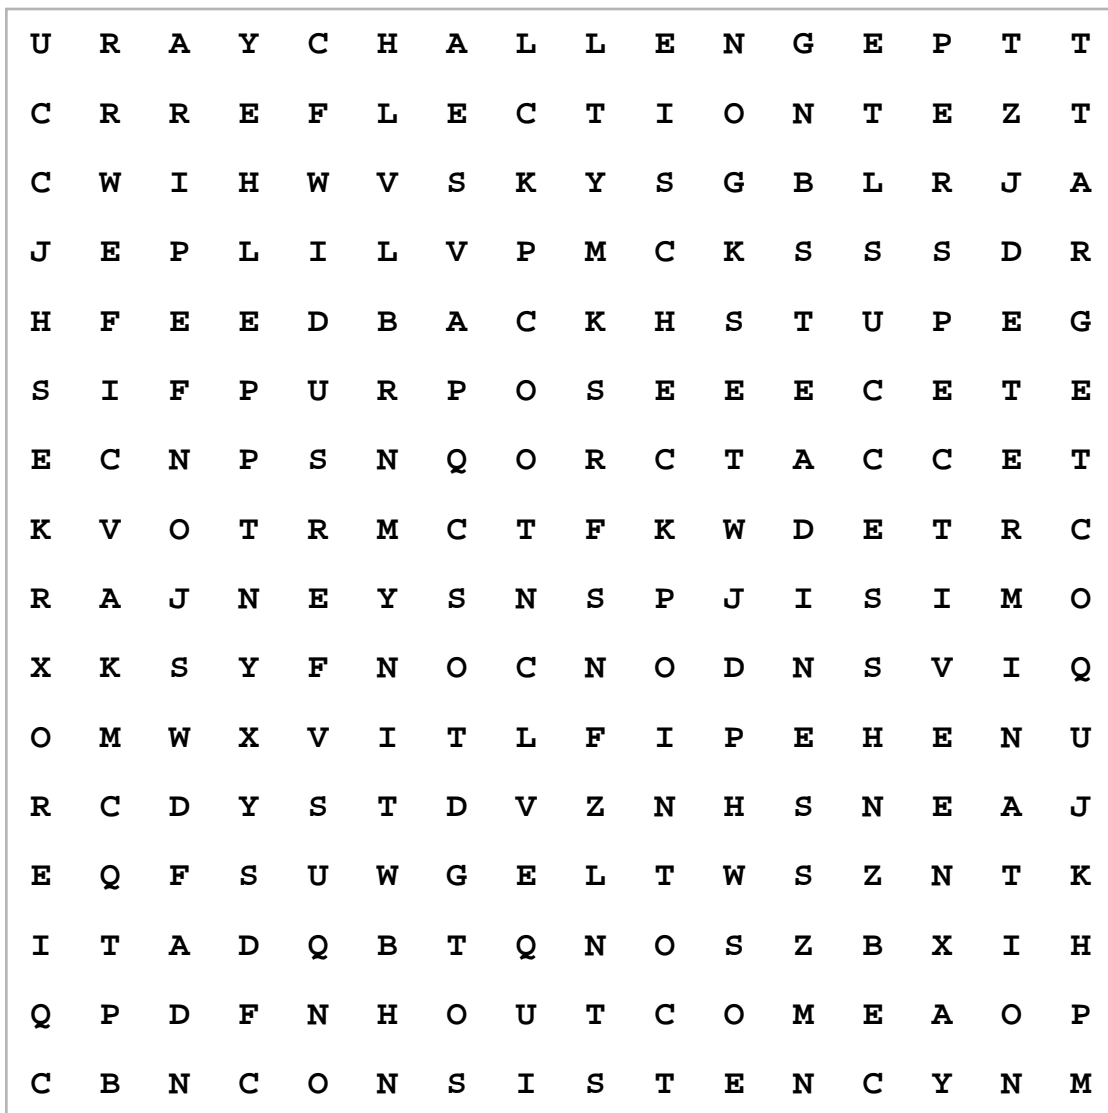 U R A Y C H A L L E N G E P T T
C R R E F L E C T I O N T E Z T
C W I H W V S K Y S G B L R J A
J E P L I L V P M C K S S S D R
H F E E D B A C K H S T U P E G
S I F P U R P O S E E E C E T E
E C N P S N Q O R C T A C C E T
K V O T R M C T F K W D E T R C
R A J N E Y S N S P J I S I M O
X K S Y F N O C N O D N S V I Q
O M W X V I T L F I P E H E N U
R C D Y S T D V Z N H S N E A J
E Q F S U W G E L T W S Z N T K
I T A D Q B T Q N O S Z B X I H
Q P D F N H O U T C O M E A O P
C B N C O N S I S T E N C Y N M